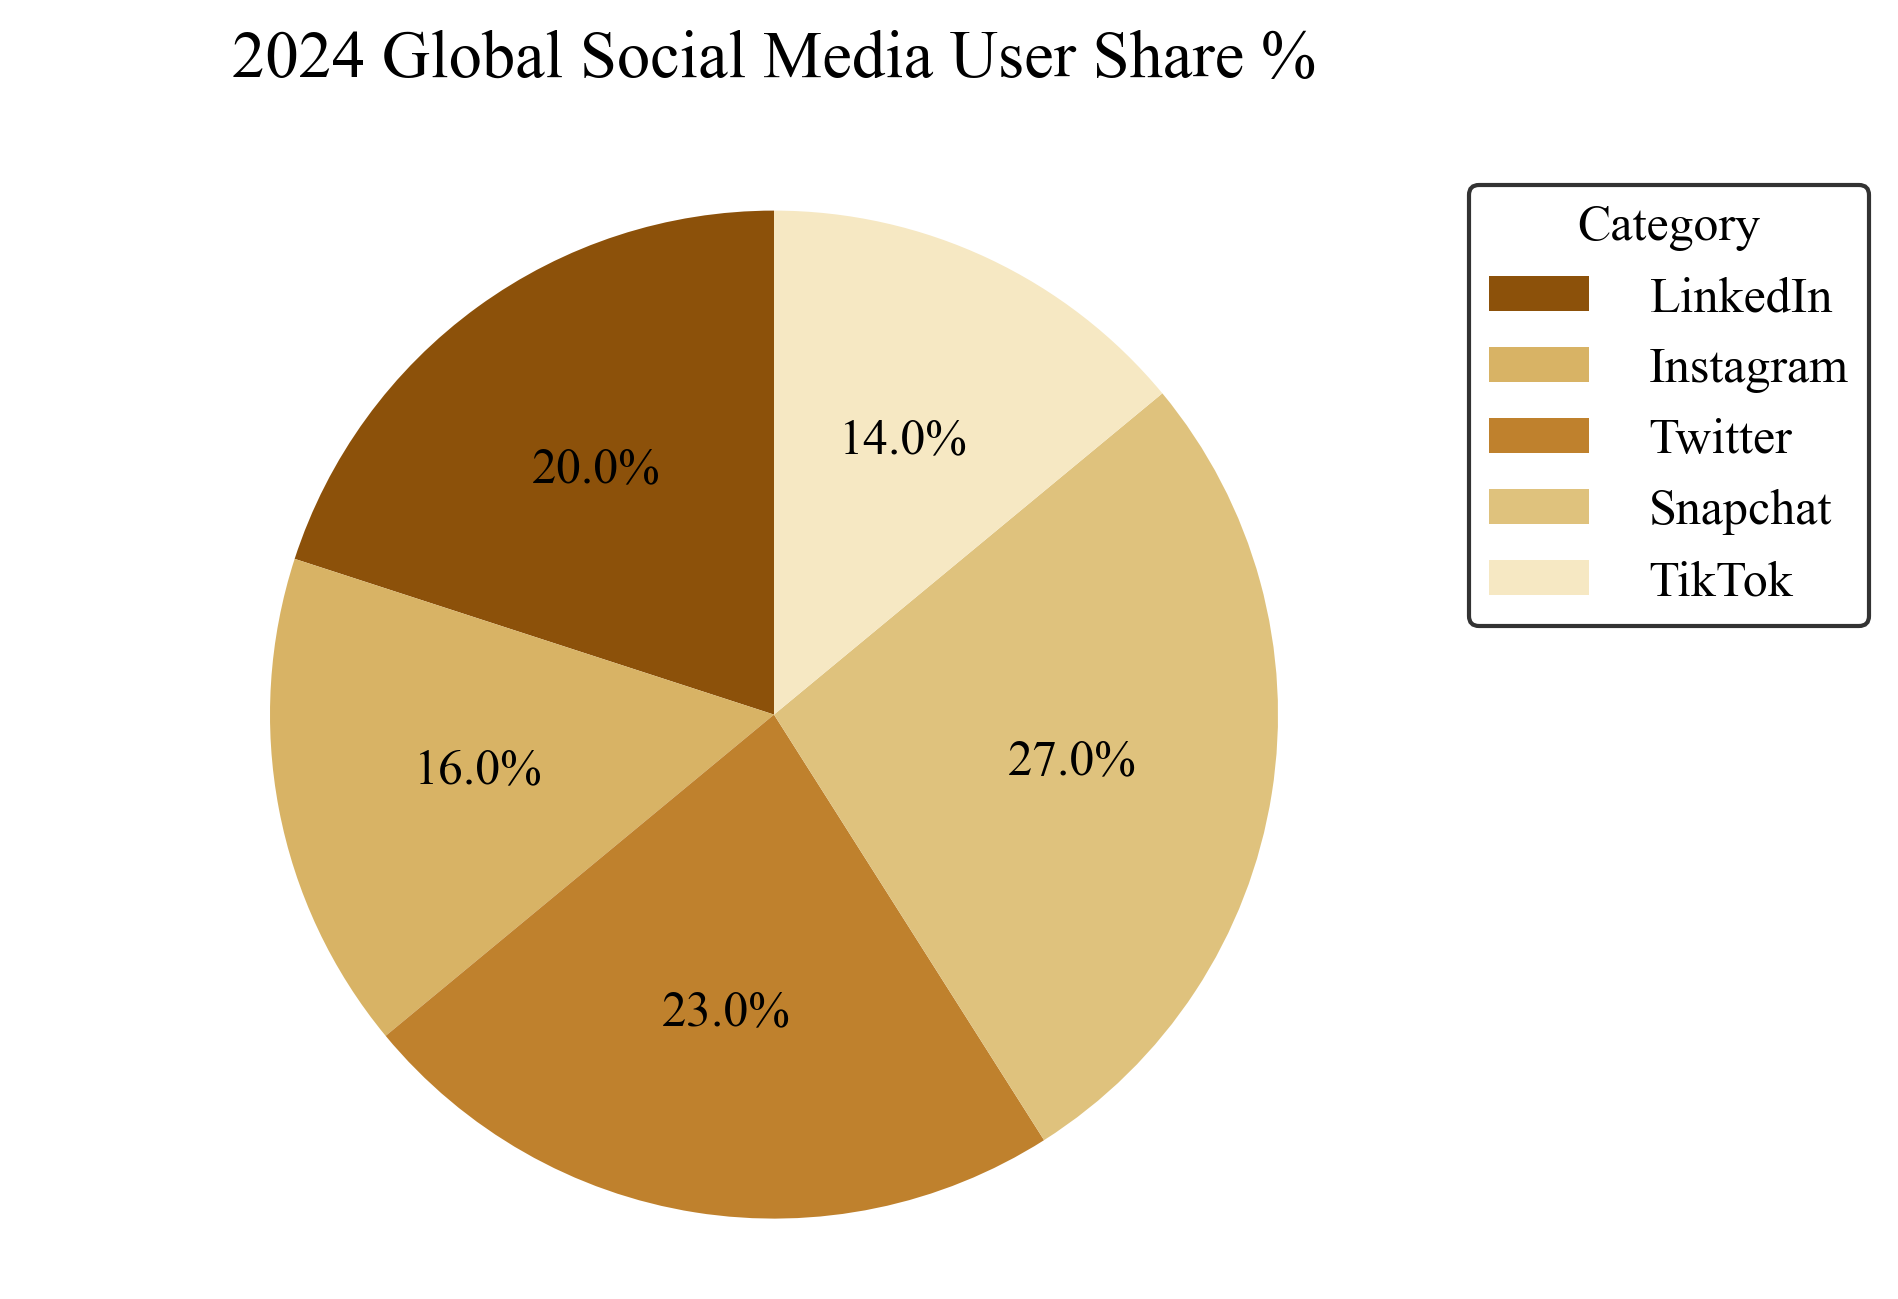 2024 Global Social Media User Share %
Category
LinkedIn
Instagram
Twitter
Snapchat
TikTok
14.0%
20.0%
27.0%
16.0%
23.0%